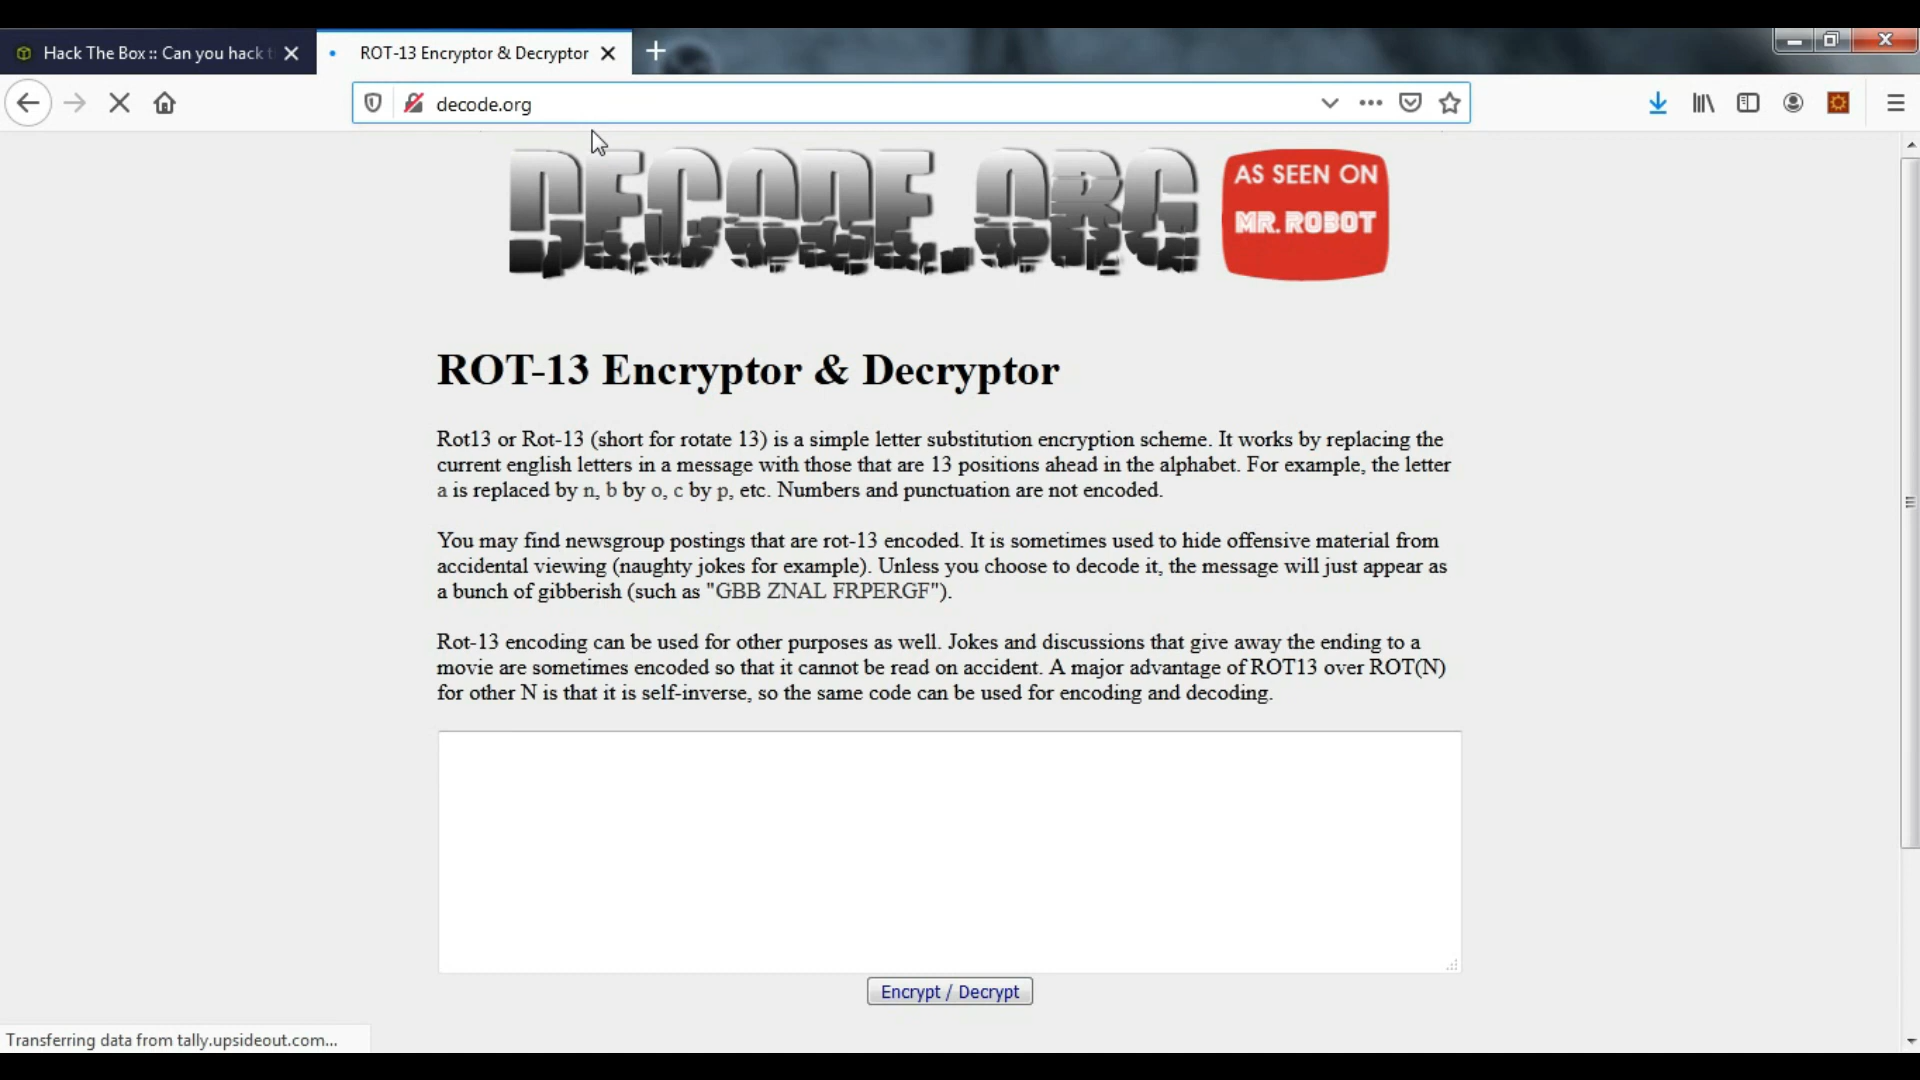 Hack The Box :: Can you hack t
ROT-13 Encryptor & Decryptor
decode.org
DECODE.ORG
AS SEEN ON
MR. ROBOT
ROT-13 Encryptor & Decryptor
Rot13 or Rot-13 (short for rotate 13) is a simple letter substitution encryption scheme. It works by replacing the
current english letters in a message with those that are 13 positions ahead in the alphabet. For example, the letter
a is replaced by n, b by o, c by p, etc. Numbers and punctuation are not encoded.
You may find newsgroup postings that are rot-13 encoded. It is sometimes used to hide offensive material from
accidental viewing (naughty jokes for example). Unless you choose to decode it, the message will just appear as
a bunch of gibberish (such as "GBB ZNAL FRPERGF").
Rot-13 encoding can be used for other purposes as well. Jokes and discussions that give away the ending to a
movie are sometimes encoded so that it cannot be read on accident. A major advantage of ROT13 over ROT(N)
for other N is that it is self-inverse, so the same code can be used for encoding and decoding.
Encrypt / Decrypt
Transferring data from tally.upsideout.com...